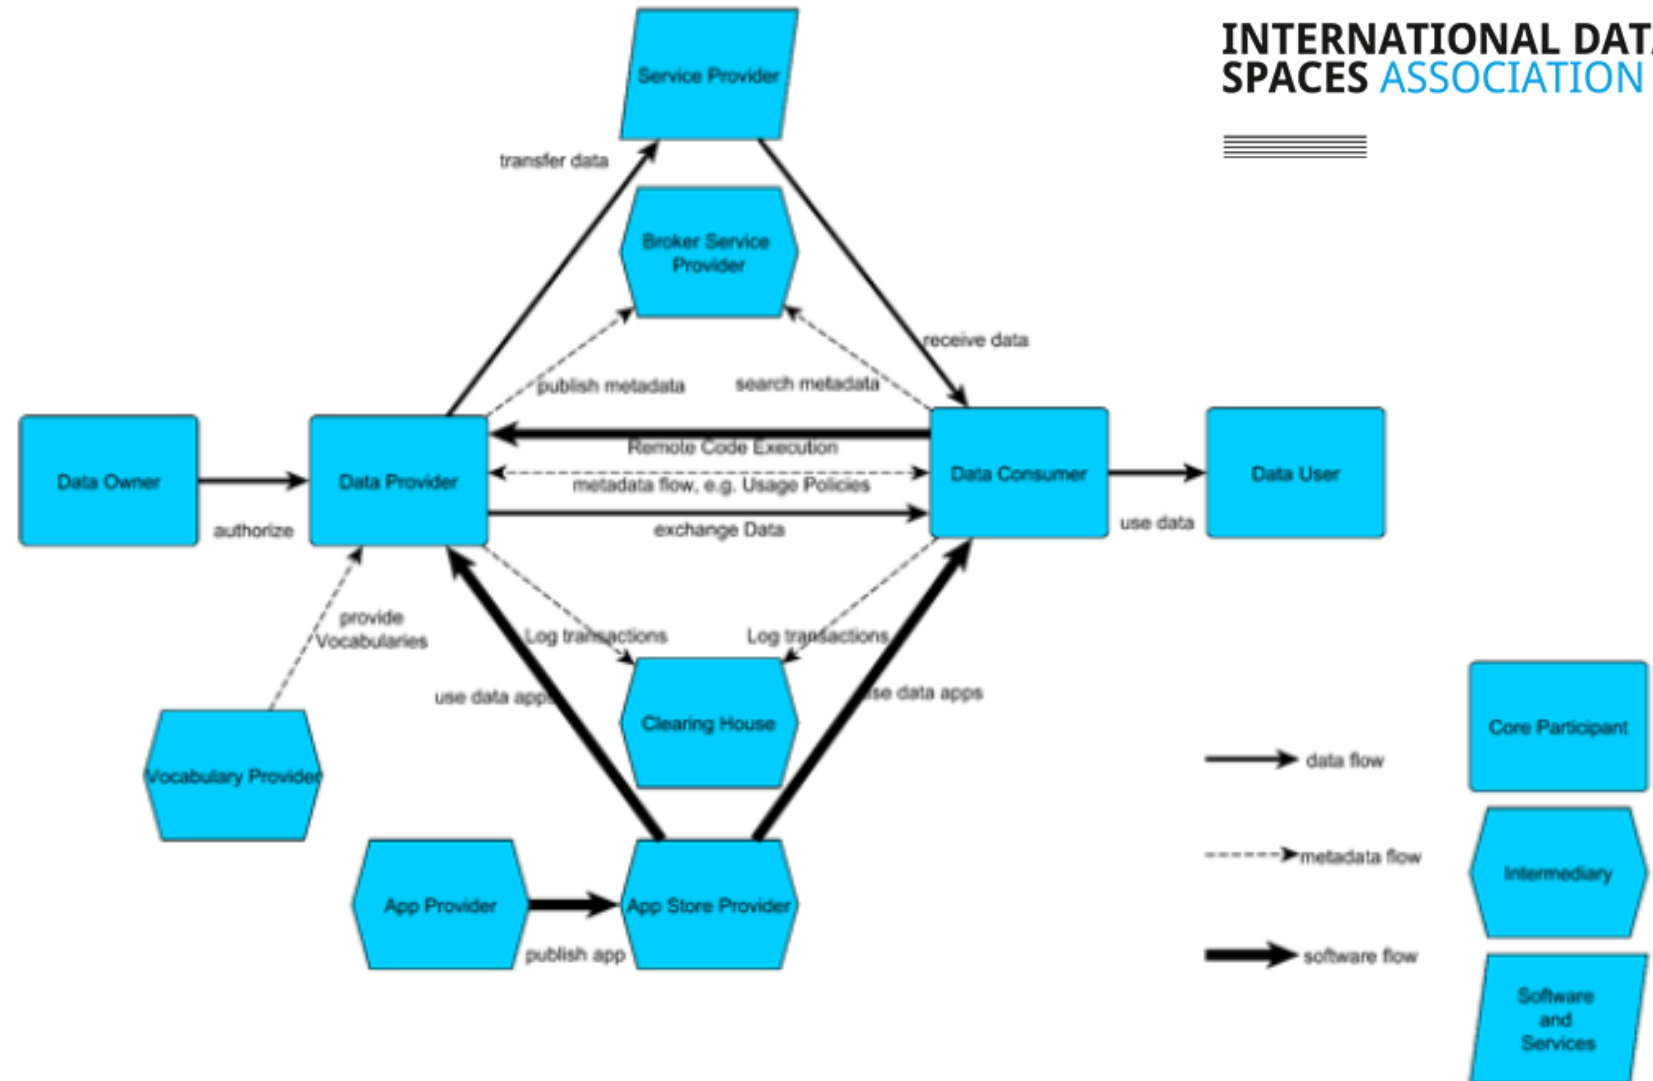 INTERNATIONAL DATA
SPACES ASSOCIATION
Service Provider
transfer data
Broker Service
Provider
receive data
publish metadata
search metadata
Data Owner
Data Provider
Remote Code Execution
metadata flow, e.g. Usage Policies
exchange Data
Data Consumer
Data User
authorize
use data
provide
Vocabularies
Log transactions
Log transactions
use data apps
use data apps
Clearing House
Vocabulary Provider
App Provider
App Store Provider
publish app
data flow
metadata flow
software flow
Core Participant
Intermediary
Software
and
Services